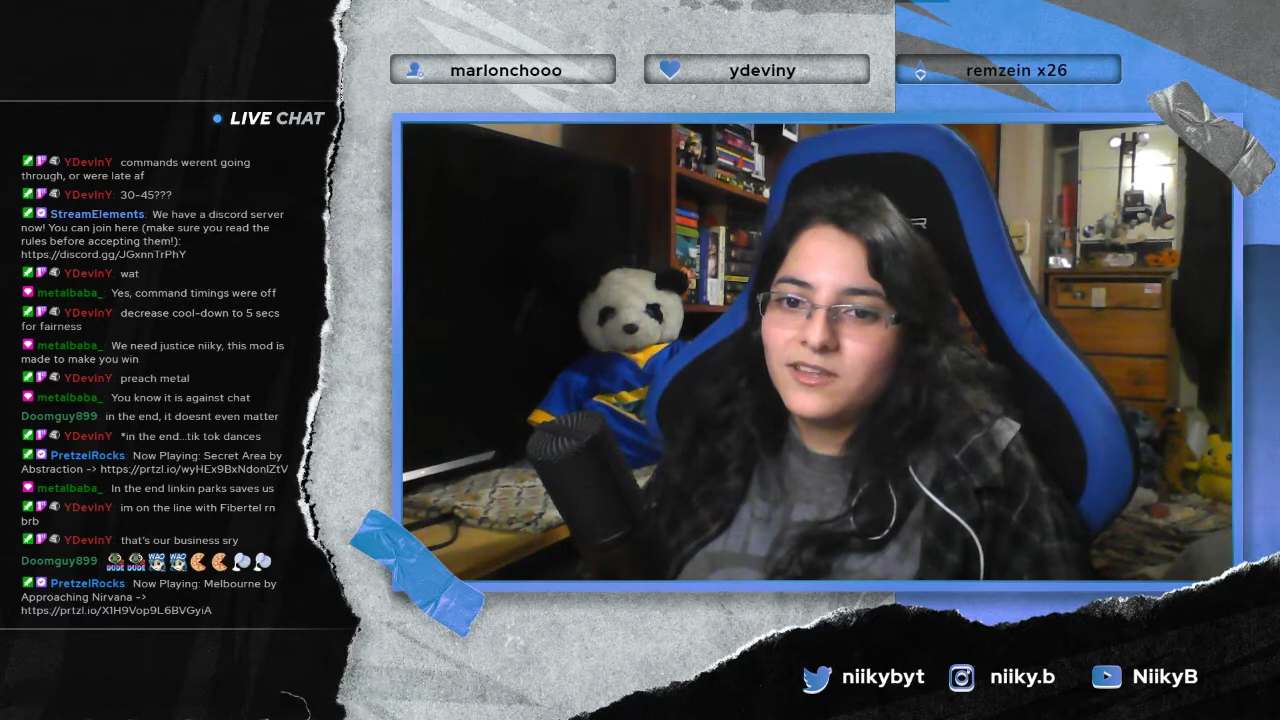 marlonchooo
ydeviny
remzein x26
LIVE CHAT
YDevinY: commands werent going
through, or were late af
YDevinY: 30-45???
StreamElements: We have a discord server
now! You can join here (make sure you read the
rules before accepting them!):
https://discord.gg/JGxnnTrPhY
YDevinY: wat
metalbaba_: Yes, command timings were off
YDevinY: decrease cool-down to 5 secs
for fairness
metalbaba_: We need justice niiky, this mod is
made to make you win
YDevinY: preach metal
metalbaba_: You know it is against chat
Doomguy899: in the end, it doesnt even matter
YDevinY: *in the end...tik tok dances
PretzelRocks: Now Playing: Secret Area by
Abstraction -> https://prtzl.io/wyHEx9BxNdonlZtV
metalbaba_: In the end linkin parks saves us
YDevinY: im on the line with Fibertel rn
brb
YDevinY: that's our business sry
Doomguy899: DUDE DUDE WAO WAO
PretzelRocks: Now Playing: Melbourne by
Approaching Nirvana ->
https://prtzl.io/X1H9Vop9L6BVGyiA
niikybyt
niiky.b
NiikyB